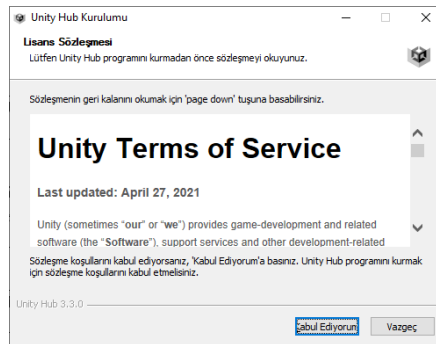 Unity Hub Kurulumu
Lisans Sözleşmesi
Lütfen Unity Hub programını kurmadan önce sözleşmeyi okuyunuz.
Sözleşmenin geri kalanını okumak için 'page down' tuşuna basabilirsiniz.
Unity Terms of Service
Last updated: April 27, 2021
Unity (sometimes “our” or “we”) provides game-development and related
software (the “Software”), support services and other development-related
Sözleşme koşullarını kabul ediyorsanız, 'Kabul Ediyorum'a basınız. Unity Hub programını kurmak
için sözleşme koşullarını kabul etmelisiniz.
Unity Hub 3.3.0
Kabul Ediyorum
Vazgeç